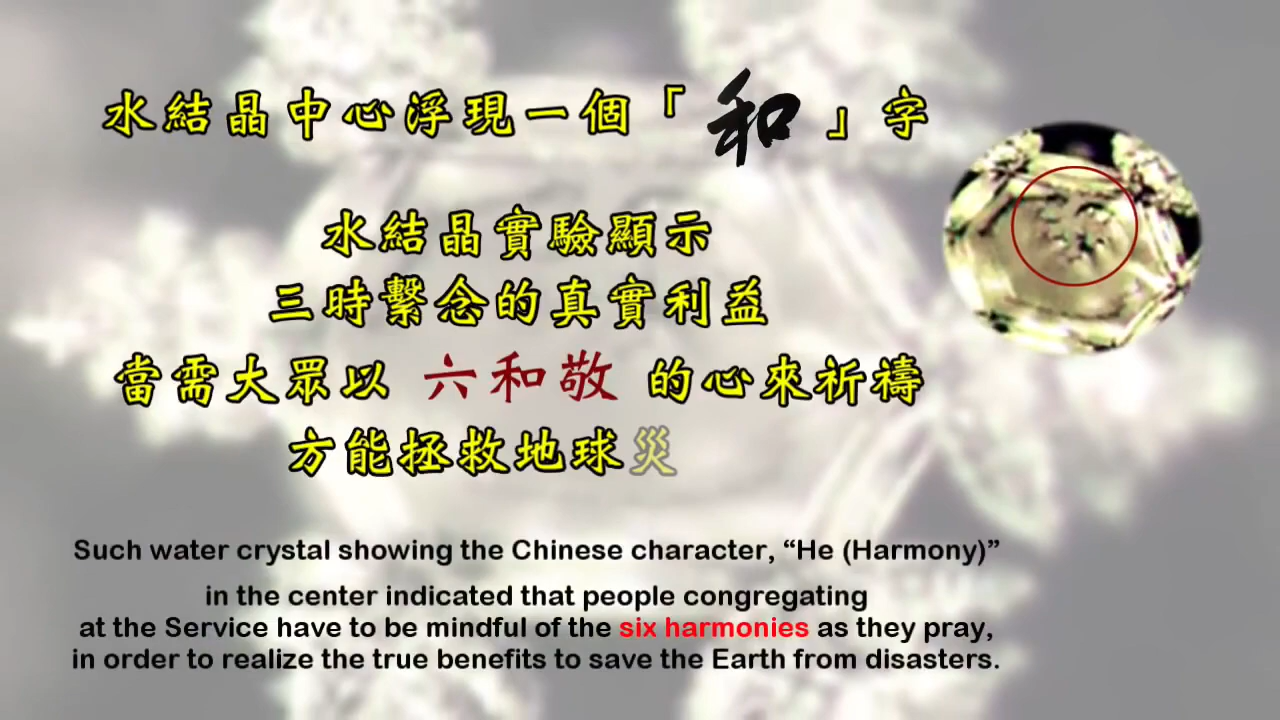 水結晶中心浮現一個「和」字
水結晶實驗顯示
三時繫念的真實利益
當需大眾以 六和敬 的心來祈禱
方能拯救地球災
Such water crystal showing the Chinese character, “He (Harmony)”
in the center indicated that people congregating
at the Service have to be mindful of the six harmonies as they pray,
in order to realize the true benefits to save the Earth from disasters.